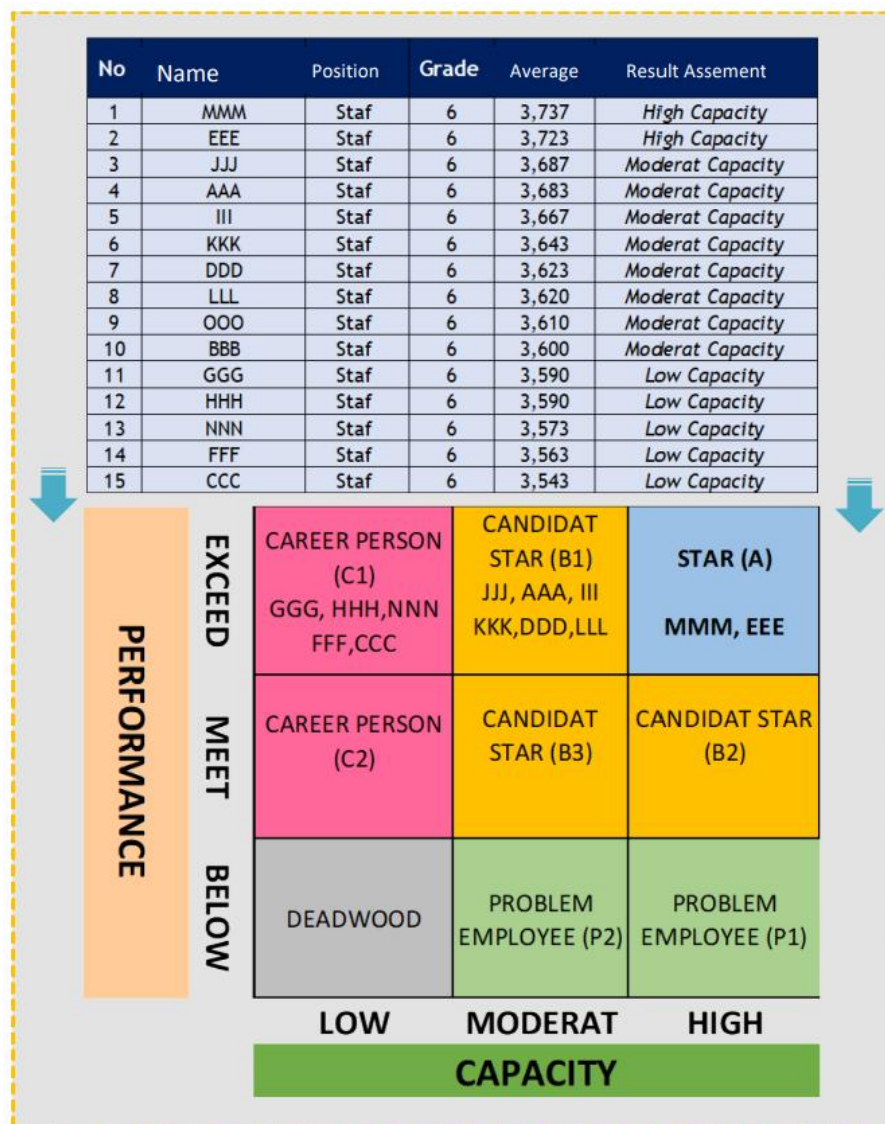 No Name Position Grade Average Result Assement
1 MMM Staf 6 3,737 High Capacity
2 EEE Staf 6 3,723 High Capacity
3 JJJ Staf 6 3,687 Moderat Capacity
4 AAA Staf 6 3,683 Moderat Capacity
5 III Staf 6 3,667 Moderat Capacity
6 KKK Staf 6 3,643 Moderat Capacity
7 DDD Staf 6 3,623 Moderat Capacity
8 LLL Staf 6 3,620 Moderat Capacity
9 OOO Staf 6 3,610 Moderat Capacity
10 BBB Staf 6 3,600 Moderat Capacity
11 GGG Staf 6 3,590 Low Capacity
12 HHH Staf 6 3,590 Low Capacity
13 NNN Staf 6 3,573 Low Capacity
14 FFF Staf 6 3,563 Low Capacity
15 CCC Staf 6 3,543 Low Capacity
PERFORMANCE
EXCEED
CAREER PERSON
(C1)
GGG, HHH,NNN
FFF,CCC
CANDIDAT
STAR (B1)
JJJ, AAA, III
KKK,DDD,LLL
STAR (A)
MMM, EEE
MEET
CAREER PERSON
(C2)
CANDIDAT
STAR (B3)
CANDIDAT STAR
(B2)
BELOW
DEADWOOD
PROBLEM
EMPLOYEE (P2)
PROBLEM
EMPLOYEE (P1)
LOW MODERAT HIGH
CAPACITY